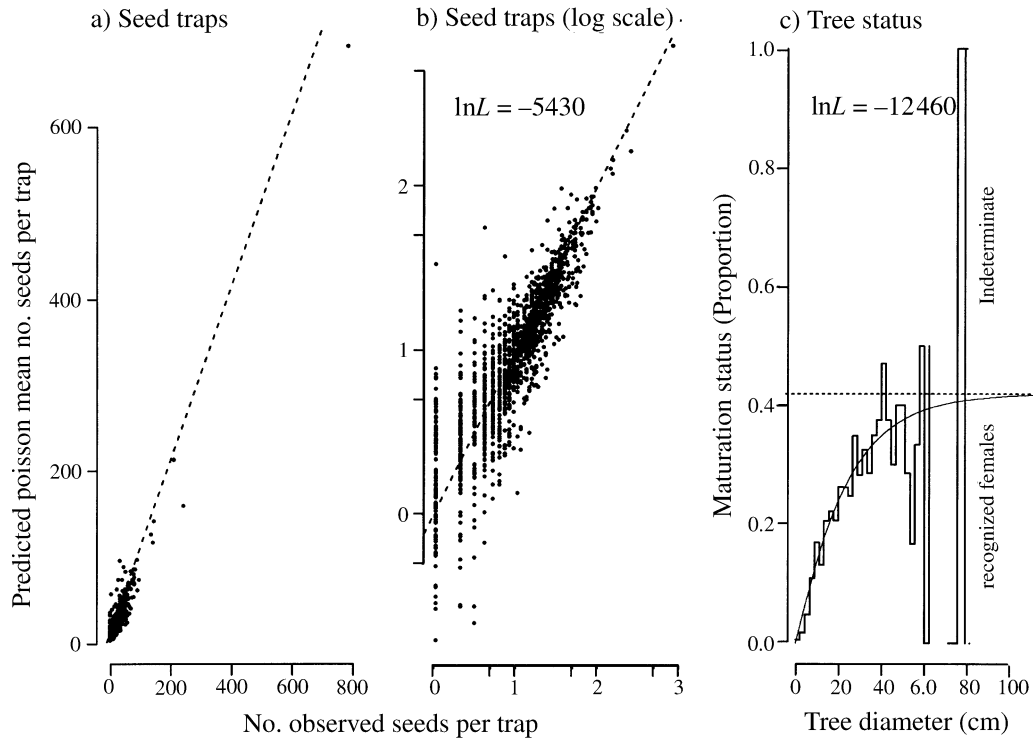 a) Seed traps
b) Seed traps (log scale)
c) Tree status
Predicted poisson mean no. seeds per trap
600
400
200
0
0
200
400
600
800
lnL = –5430
2
1
0
0
1
2
3
No. observed seeds per trap
lnL = –12460
Maturation status (Proportion)
1.0
0.8
0.6
0.4
0.2
0.0
Indeterminate
recognized females
0
20
40
6.0
80
100
Tree diameter (cm)